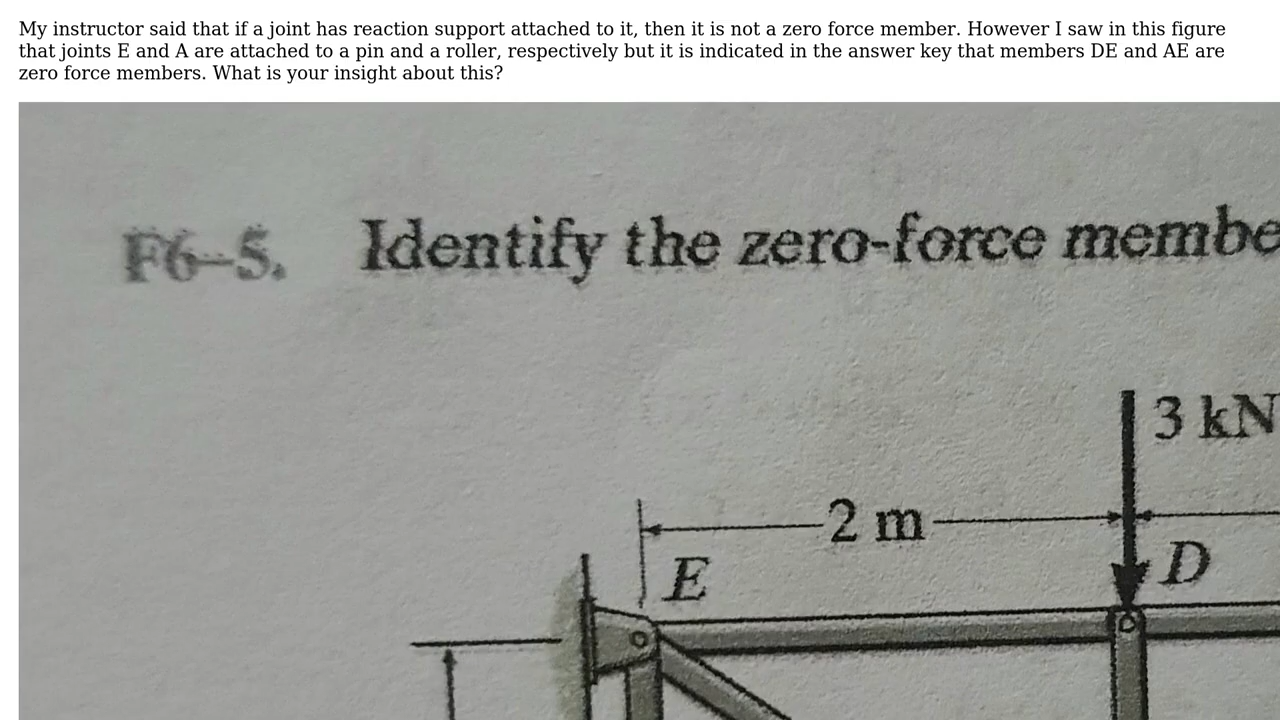 My instructor said that if a joint has reaction support attached to it, then it is not a zero force member. However I saw in this figure
that joints E and A are attached to a pin and a roller, respectively but it is indicated in the answer key that members DE and AE are
zero force members. What is your insight about this?
F6–5. Identify the zero-force membe
3 kN
2 m
E
D